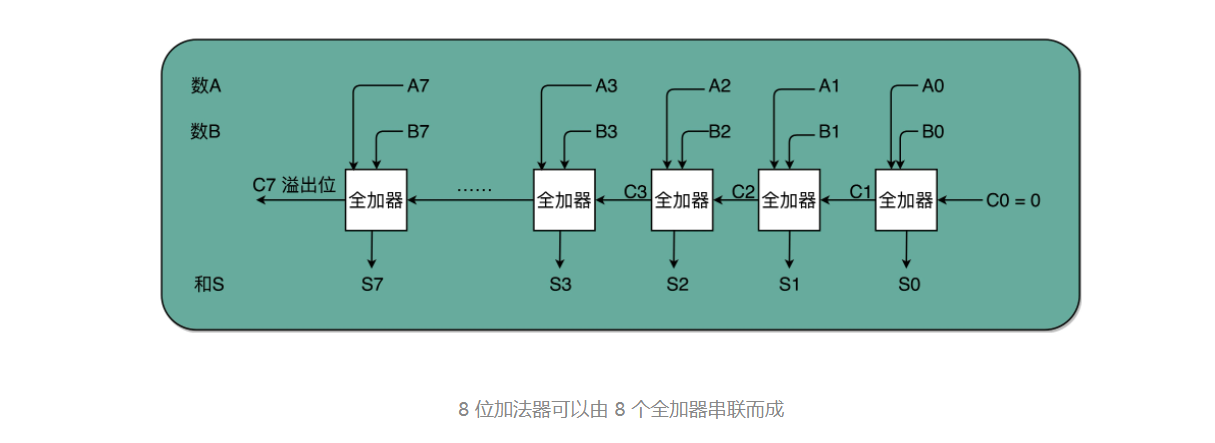 数A A7 A3 A2 A1 A0
数B B7 B3 B2 B1 B0
C7 溢出位 全加器 …… 全加器 C3 全加器 C2 全加器 C1 全加器 C0 = 0
和S S7 S3 S2 S1 S0
8 位加法器可以由 8 个全加器串联而成